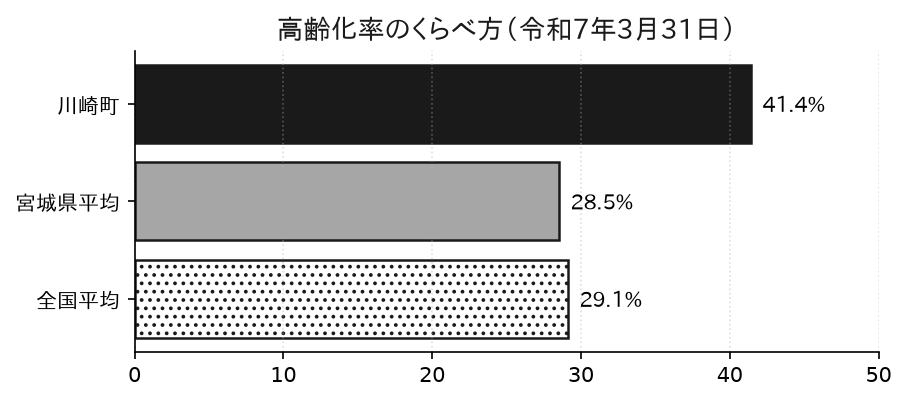 高齢化率のくらべ方（令和7年3月31日）
川崎町
41.4%
宮城県平均
28.5%
全国平均
29.1%
0 10 20 30 40 50